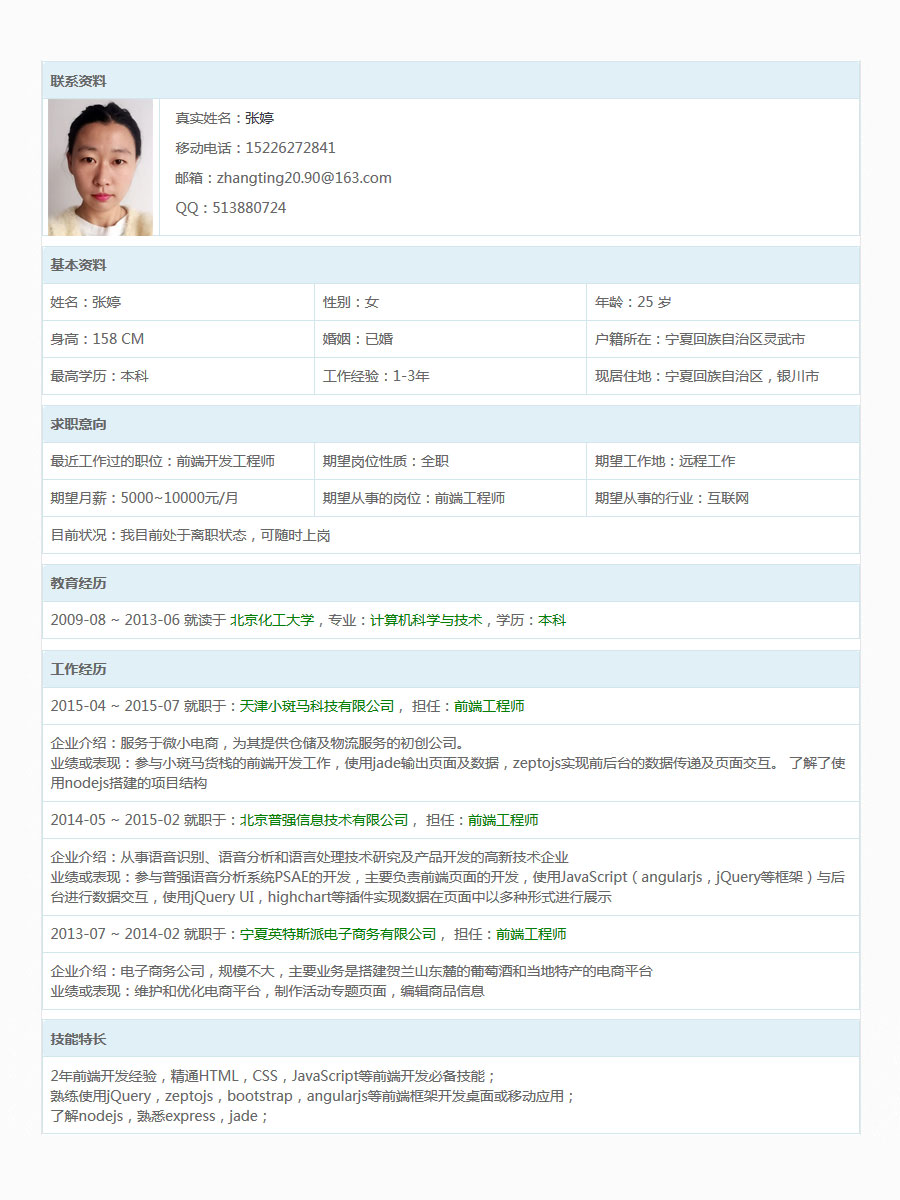 联系资料
真实姓名：张婷
移动电话：15226272841
邮箱：zhangting20.90@163.com
QQ：513880724
基本资料
姓名：张婷
性别：女
年龄：25 岁
身高：158 CM
婚姻：已婚
户籍所在：宁夏回族自治区灵武市
最高学历：本科
工作经验：1-3年
现居住地：宁夏回族自治区，银川市
求职意向
最近工作过的职位：前端开发工程师
期望岗位性质：全职
期望工作地：远程工作
期望月薪：5000~10000元/月
期望从事的岗位：前端工程师
期望从事的行业：互联网
目前状况：我目前处于离职状态，可随时上岗
教育经历
2009-08 ~ 2013-06 就读于 北京化工大学，专业：计算机科学与技术，学历：本科
工作经历
2015-04 ~ 2015-07 就职于：天津小斑马科技有限公司， 担任：前端工程师
企业介绍：服务于微小电商，为其提供仓储及物流服务的初创公司。
业绩或表现：参与小斑马货栈的前端开发工作，使用jade输出页面及数据，zeptojs实现前后台的数据传递及页面交互。 了解了使
用nodejs搭建的项目结构
2014-05 ~ 2015-02 就职于：北京普强信息技术有限公司， 担任：前端工程师
企业介绍：从事语音识别、语音分析和语言处理技术研究及产品开发的高新技术企业
业绩或表现：参与普强语音分析系统PSAE的开发，主要负责前端页面的开发，使用JavaScript（angularjs，jQuery等框架）与后
台进行数据交互，使用jQuery UI，highchart等插件实现数据在页面中以多种形式进行展示
2013-07 ~ 2014-02 就职于：宁夏英特斯派电子商务有限公司， 担任：前端工程师
企业介绍：电子商务公司，规模不大，主要业务是搭建贺兰山东麓的葡萄酒和当地特产的电商平台
业绩或表现：维护和优化电商平台，制作活动专题页面，编辑商品信息
技能特长
2年前端开发经验，精通HTML，CSS，JavaScript等前端开发必备技能；
熟练使用jQuery，zeptojs，bootstrap，angularjs等前端框架开发桌面或移动应用；
了解nodejs，熟悉express，jade；